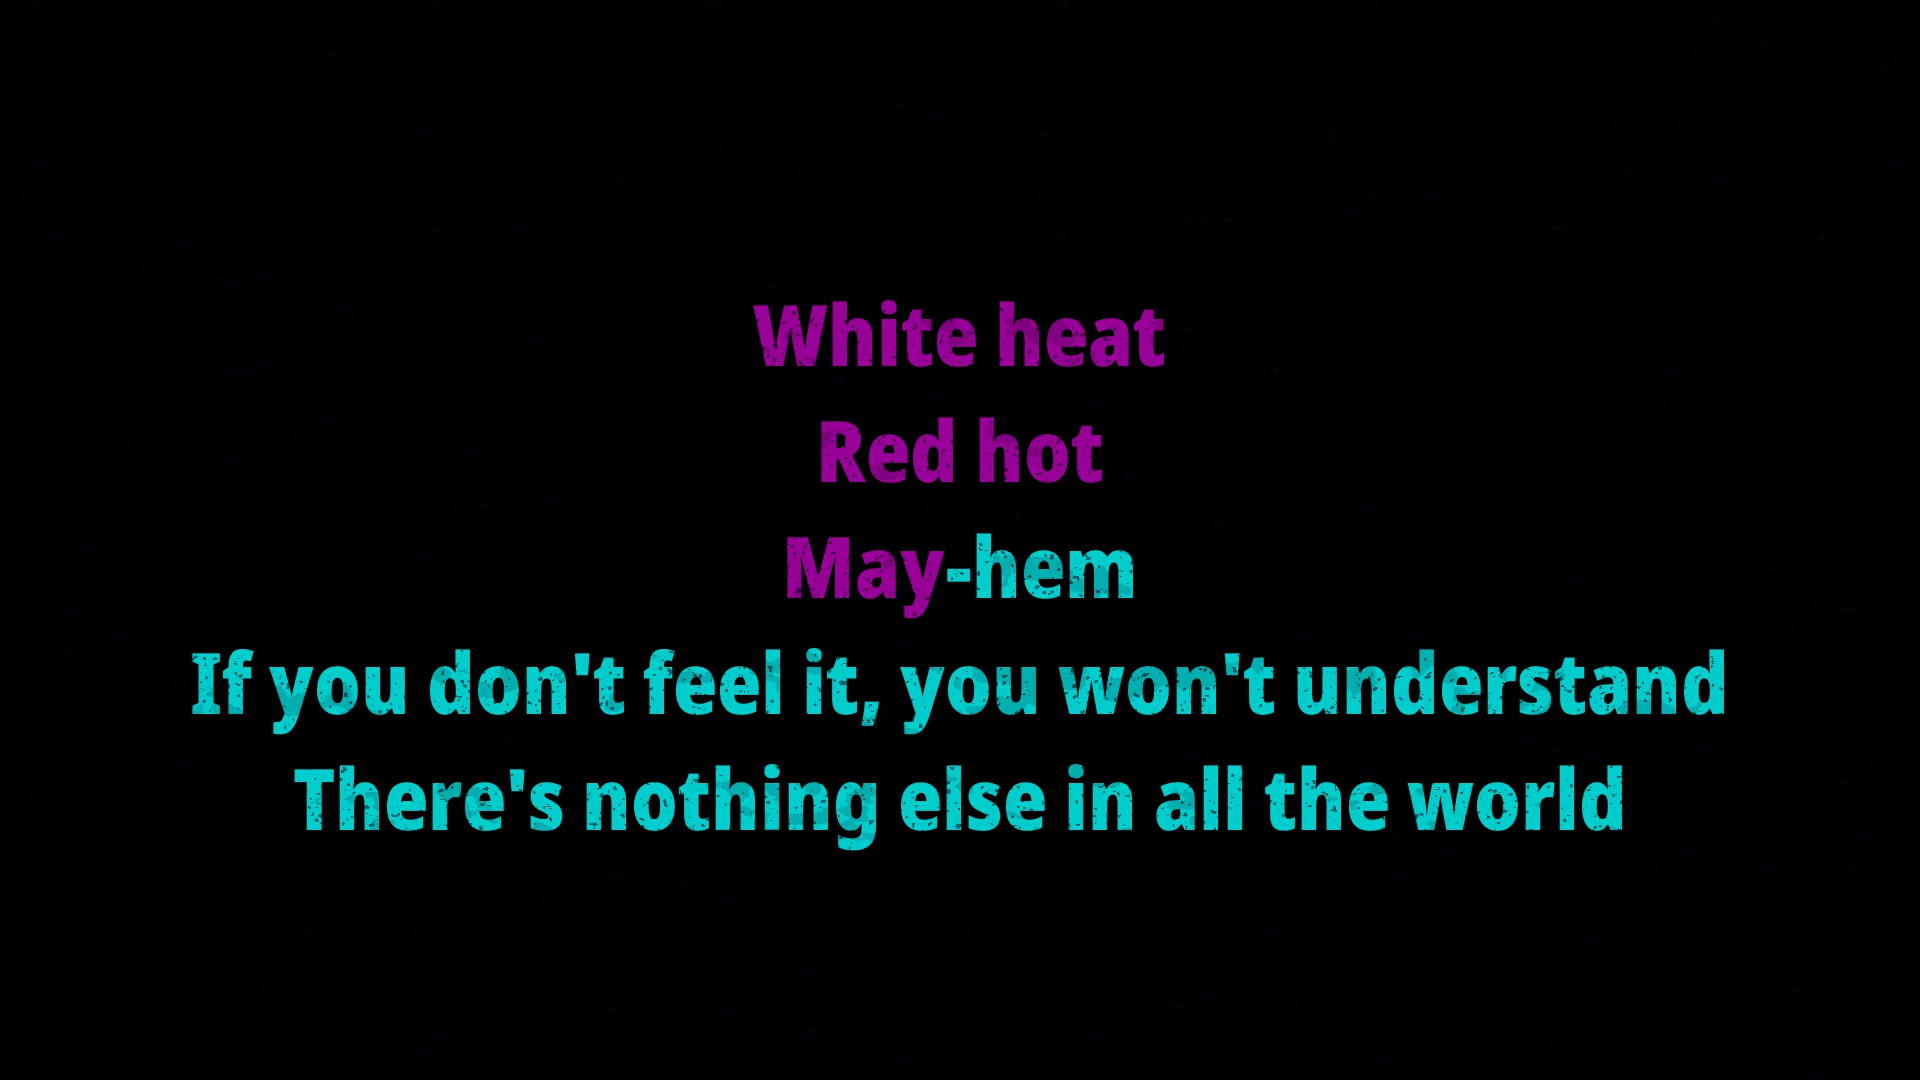 White heat
Red hot
May-hem
If you don't feel it, you won't understand
There's nothing else in all the world